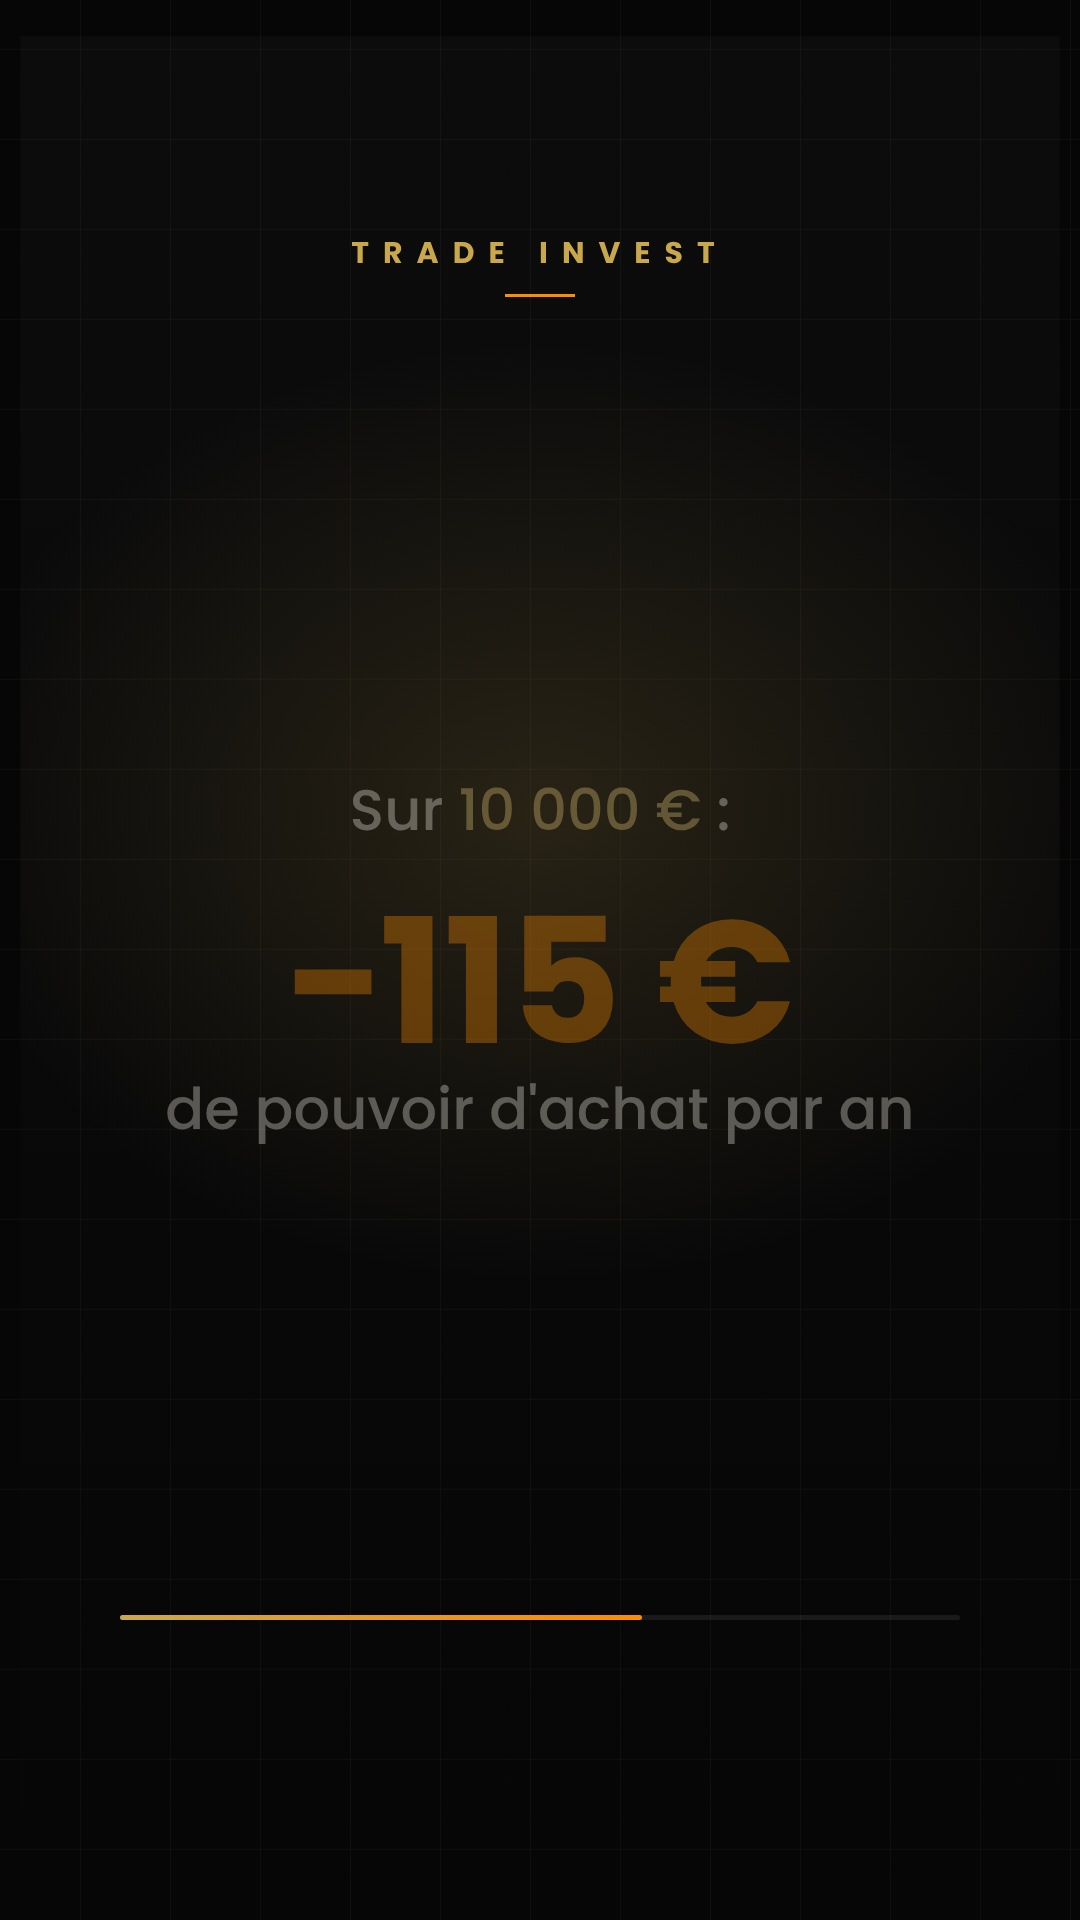 TRADE INVEST
Sur 10 000 € :
-115 €
de pouvoir d'achat par an